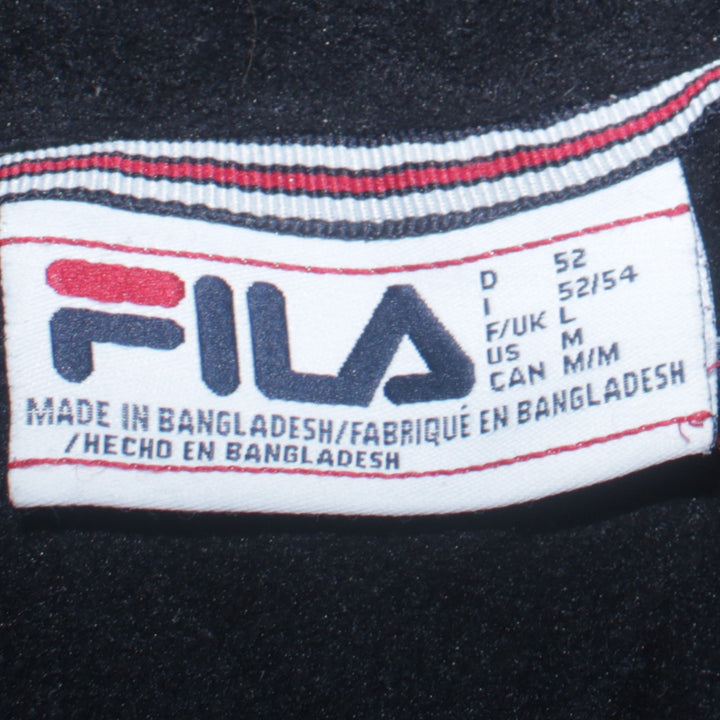 FILA
D 52
I 52/54
F/UK L
US M
CAN M/M
MADE IN BANGLADESH/FABRIQUÉ EN BANGLADESH
/HECHO EN BANGLADESH